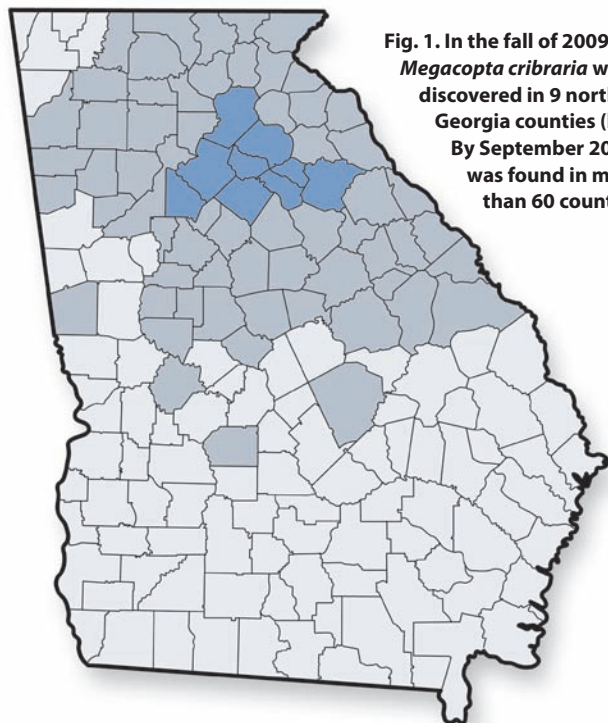 Fig. 1. In the fall of 2009
Megacopta cribraria
discovered in 9 north
Georgia counties
By September
was found in
than 60